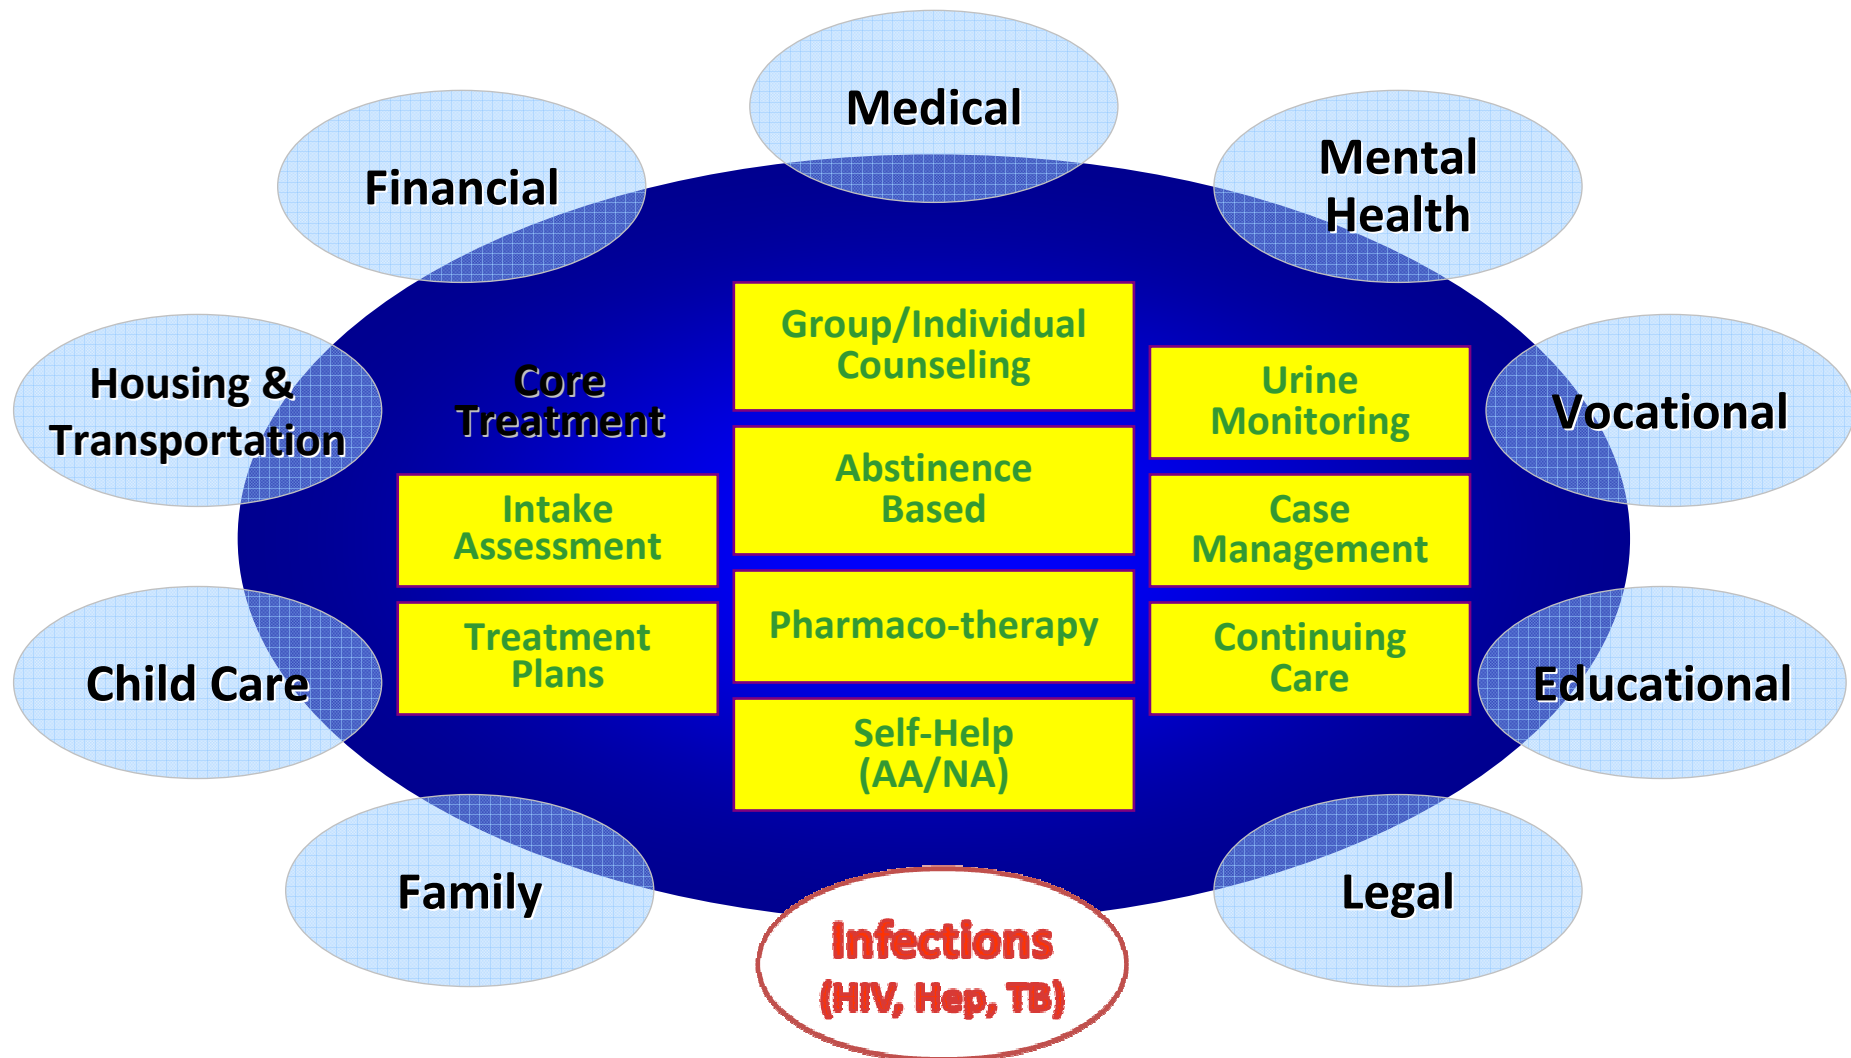 Medical
Financial
Mental
Health
Housing &
Transportation
Vocational
Child Care
Educational
Family
Legal
Infections
(HIV, Hep, TB)
Core
Treatment
Intake
Assessment
Treatment
Plans
Group/Individual
Counseling
Abstinence
Based
Pharmaco-therapy
Self-Help
(AA/NA)
Urine
Monitoring
Case
Management
Continuing
Care